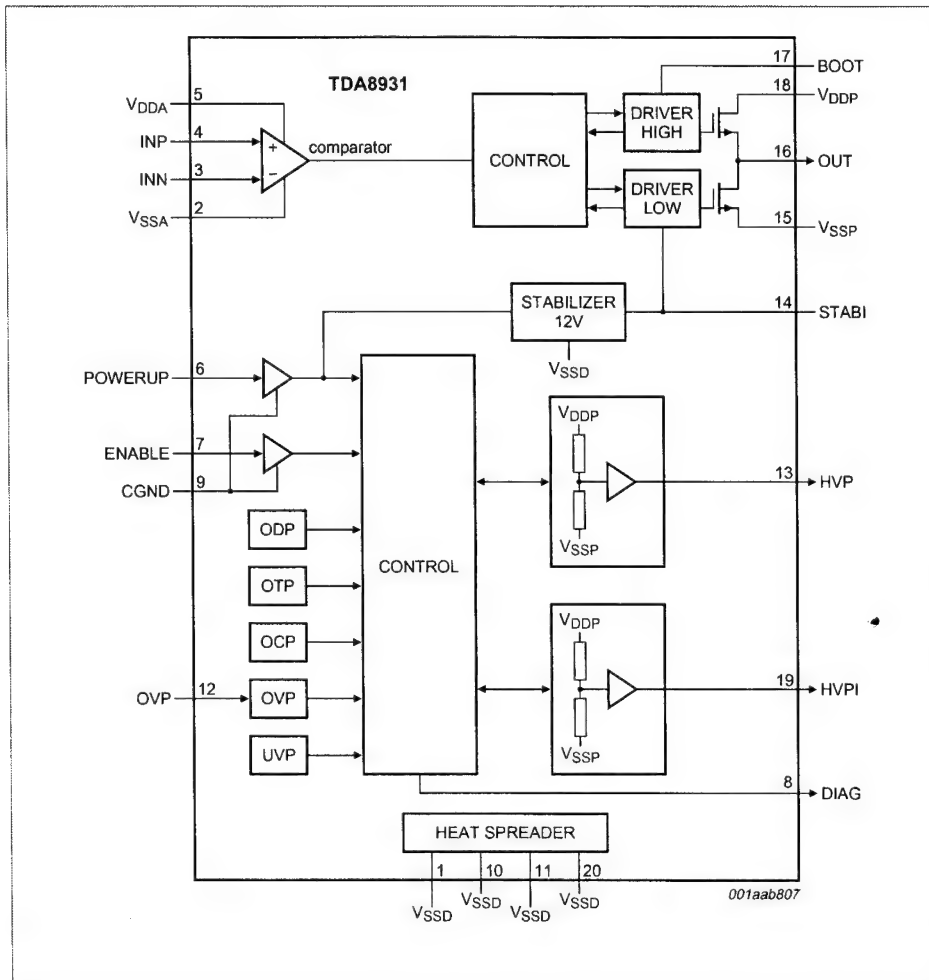 TDA8931
17 BOOT
18 VDDP
VDDA 5
INP 4
INN 3
VSSA 2
+
−
comparator
CONTROL
DRIVER HIGH
DRIVER LOW
16 OUT
15 VSSP
STABILIZER 12V
VSSD
14 STABI
POWERUP 6
ENABLE 7
CGND 9
ODP
OTP
OCP
OVP 12
OVP
UVP
CONTROL
VDDP
VSSP
13 HVP
VDDP
VSSP
19 HVPI
8 DIAG
HEAT SPREADER
1 10 11 20
VSSD VSSD VSSD VSSD
001aab807